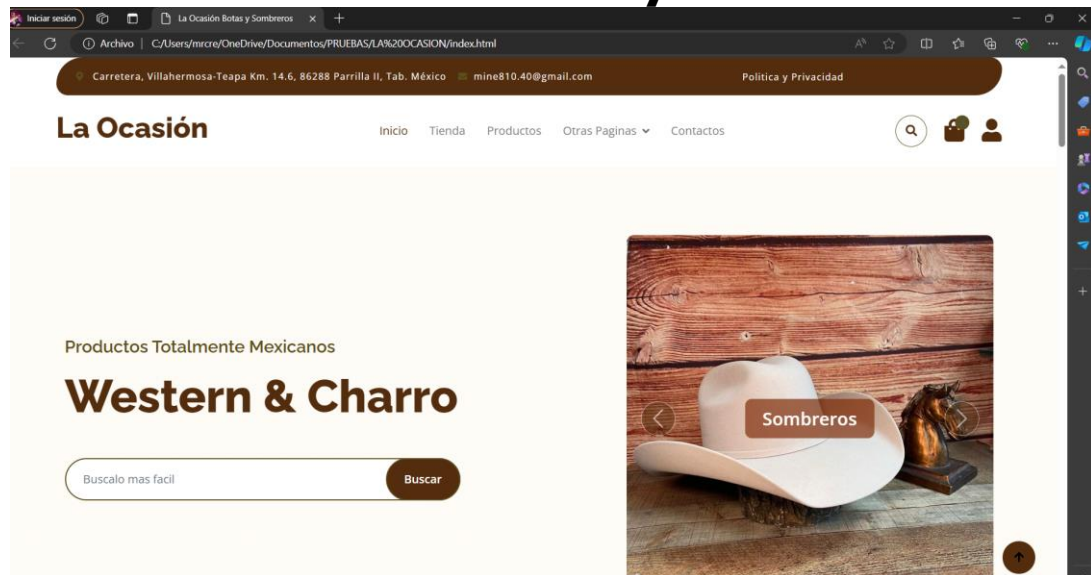 Iniciar sesión
La Ocasión Botas y Sombreros
Archivo | C:/Users/mrcre/OneDrive/Documentos/PRUEBAS/LA%20OCASION/index.html
Carretera, Villahermosa-Teapa Km. 14.6, 86288 Parrilla II, Tab. México mine810.40@gmail.com Politica y Privacidad
La Ocasión Inicio Tienda Productos Otras Paginas Contactos
Productos Totalmente Mexicanos
Western & Charro
Sombreros
Buscalo mas facil Buscar